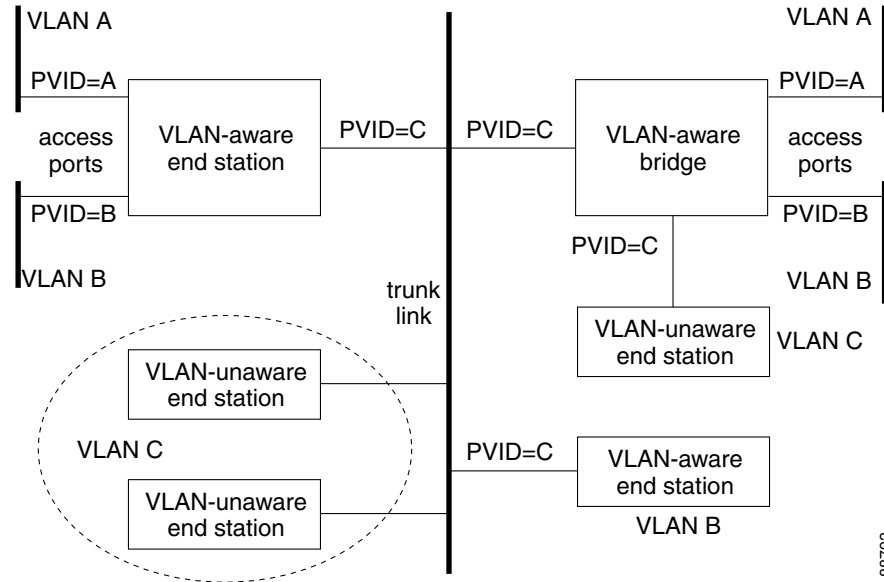 VLAN A
VLAN A
PVID=A
PVID=A
access
ports
VLAN-aware
end station
PVID=C
PVID=C
VLAN-aware
bridge
access
ports
PVID=B
PVID=B
PVID=C
VLAN B
VLAN B
trunk
link
VLAN-unaware
end station
VLAN C
VLAN-unaware
end station
VLAN C
PVID=C
VLAN-aware
end station
VLAN-unaware
end station
VLAN B